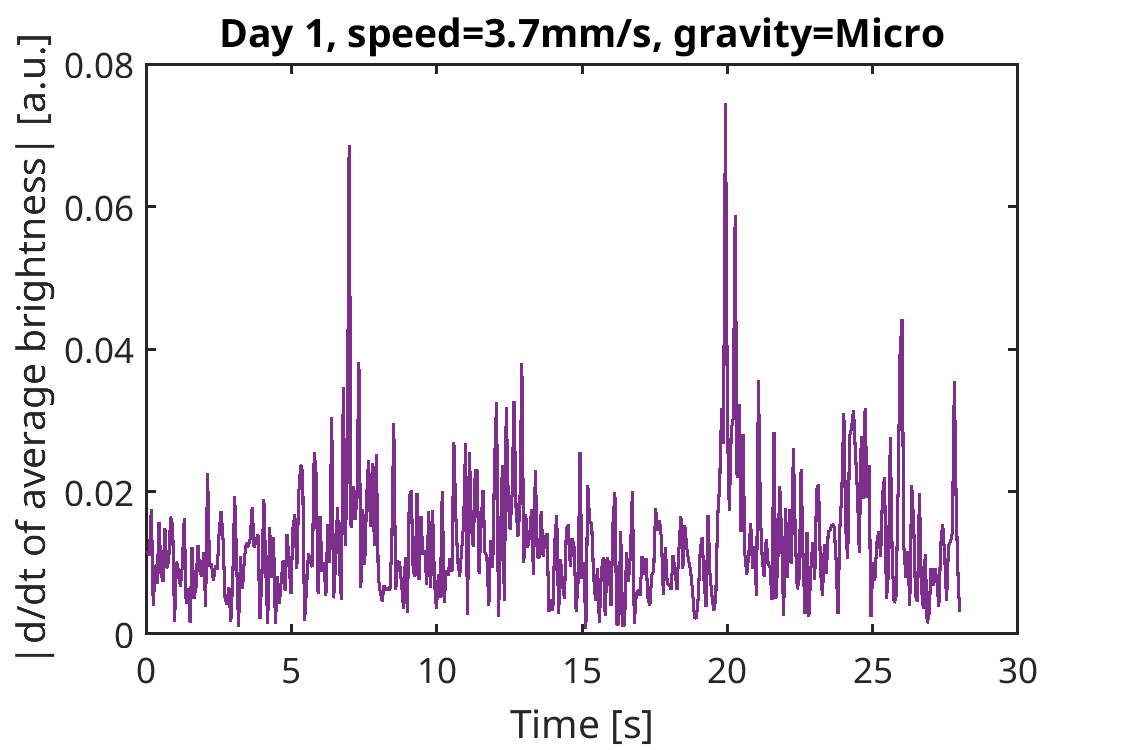 Day 1, speed=3.7mm/s, gravity=Micro
|d/dt of average brightness| [a.u.]
0.08
0.06
0.04
0.02
0
0 5 10 15 20 25 30
Time [s]